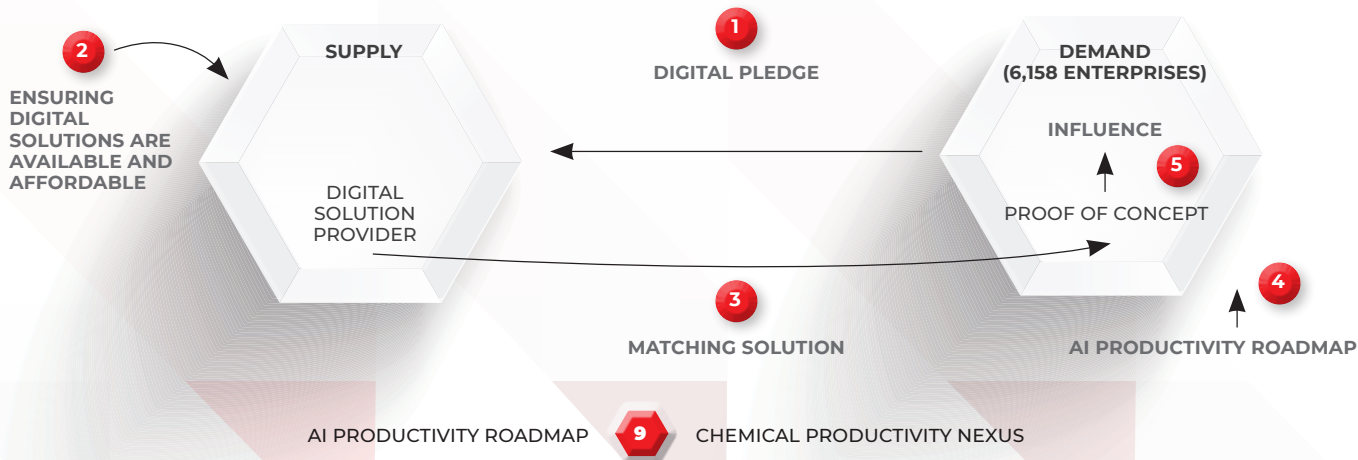 2
ENSURING
DIGITAL
SOLUTIONS ARE
AVAILABLE AND
AFFORDABLE
SUPPLY
DIGITAL
SOLUTION
PROVIDER
1
DIGITAL PLEDGE
3
MATCHING SOLUTION
DEMAND
(6,158 ENTERPRISES)
INFLUENCE
5
PROOF OF CONCEPT
4
AI PRODUCTIVITY ROADMAP
AI PRODUCTIVITY ROADMAP 9 CHEMICAL PRODUCTIVITY NEXUS